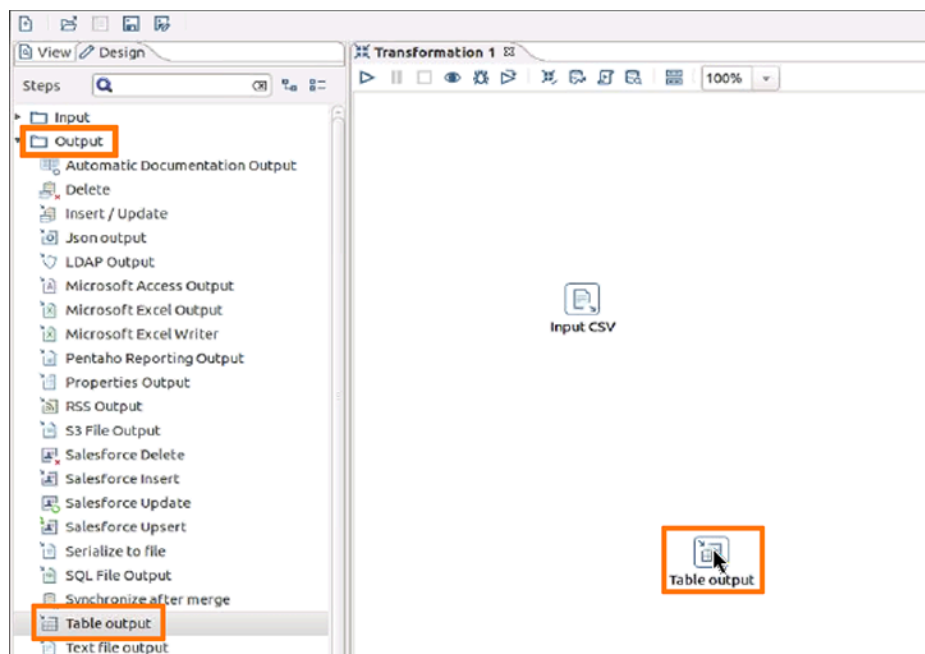 View
Design
Transformation 1
Steps
100%
Input
Output
Automatic Documentation Output
Delete
Insert / Update
Json output
LDAP Output
Microsoft Access Output
Microsoft Excel Output
Microsoft Excel Writer
Pentaho Reporting Output
Properties Output
RSS Output
S3 File Output
Salesforce Delete
Salesforce Insert
Salesforce Update
Salesforce Upsert
Serialize to file
SQL File Output
Synchronize after merge
Table output
Text file output
Input CSV
Table output